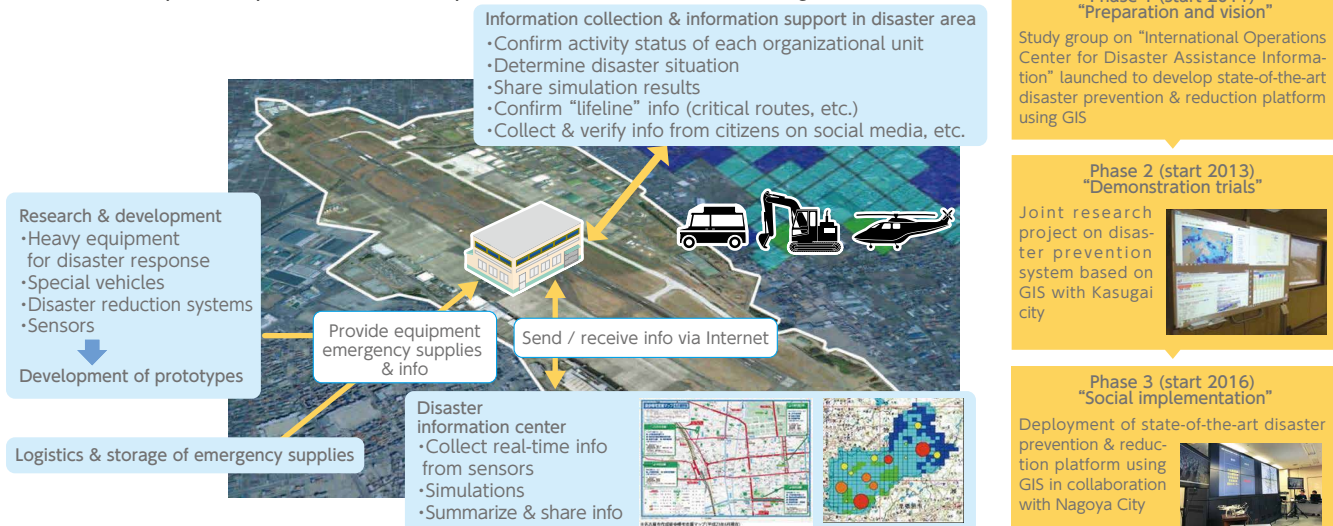 Information collection & information support in disaster area
・Confirm activity status of each organizational unit
・Determine disaster situation
・Share simulation results
・Confirm “lifeline” info (critical routes, etc.)
・Collect & verify info from citizens on social media, etc.
Research & development
・Heavy equipment
for disaster response
・Special vehicles
・Disaster reduction systems
・Sensors
Development of prototypes
Provide equipment
emergency supplies
& info
Send / receive info via Internet
Logistics & storage of emergency supplies
Disaster
information center
・Collect real-time info
from sensors
・Simulations
・Summarize & share info
“Preparation and vision”
Study group on “International Operations
Center for Disaster Assistance Informa-
tion” launched to develop state-of-the-art
disaster prevention & reduction platform
using GIS
Phase 2 (start 2013)
“Demonstration trials”
Joint research
project on disas-
ter prevention
system based on
GIS with Kasugai
city
Phase 3 (start 2016)
“Social implementation”
Deployment of state-of-the-art disaster
prevention & reduc-
tion platform using
GIS in collaboration
with Nagoya City